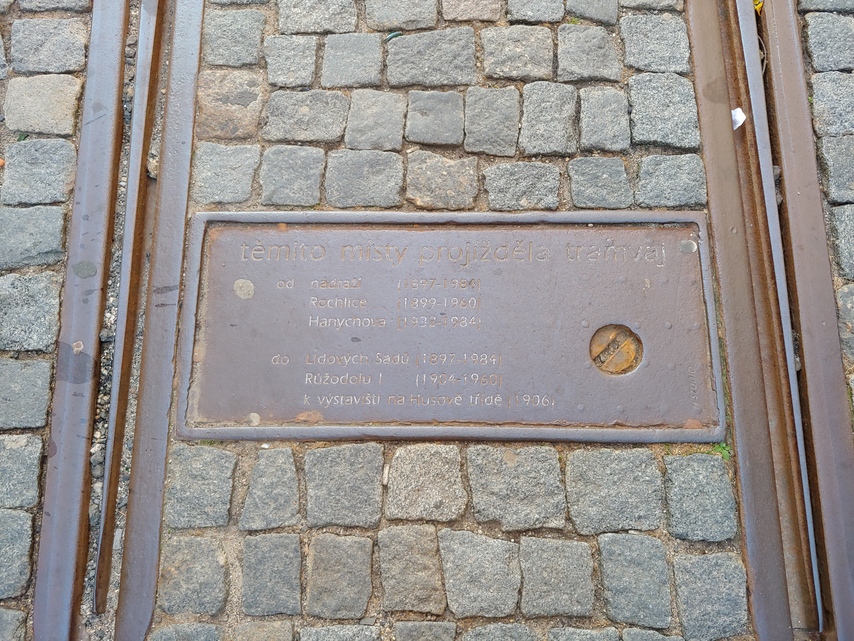 těmito místy projížděla tramvaj
od nádraží (1897-1984)
Rochlice (1899-1960)
Hanychova (1932-1984)
do Lidových Sadů (1897-1984)
Růžodolu I (1904-1960)
k výstavišti na Husově třídě (1906)